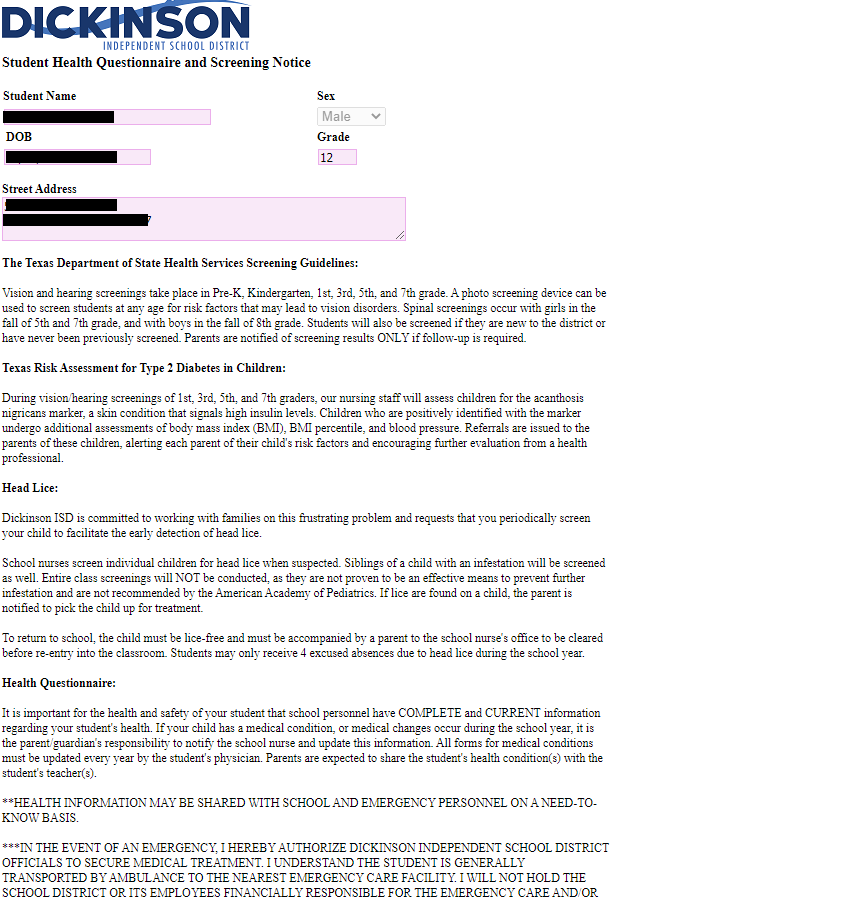 DICKINSON
INDEPENDENT SCHOOL DISTRICT
Student Health Questionnaire and Screening Notice
Student Name Sex
Male
DOB Grade
12
Street Address
The Texas Department of State Health Services Screening Guidelines:
Vision and hearing screenings take place in Pre-K, Kindergarten, 1st, 3rd, 5th, and 7th grade. A photo screening device can be
used to screen students at any age for risk factors that may lead to vision disorders. Spinal screenings occur with girls in the
fall of 5th and 7th grade, and with boys in the fall of 8th grade. Students will also be screened if they are new to the district or
have never been previously screened. Parents are notified of screening results ONLY if follow-up is required.
Texas Risk Assessment for Type 2 Diabetes in Children:
During vision/hearing screenings of 1st, 3rd, 5th, and 7th graders, our nursing staff will assess children for the acanthosis
nigricans marker, a skin condition that signals high insulin levels. Children who are positively identified with the marker
undergo additional assessments of body mass index (BMI), BMI percentile, and blood pressure. Referrals are issued to the
parents of these children, alerting each parent of their child's risk factors and encouraging further evaluation from a health
professional.
Head Lice:
Dickinson ISD is committed to working with families on this frustrating problem and requests that you periodically screen
your child to facilitate the early detection of head lice.
School nurses screen individual children for head lice when suspected. Siblings of a child with an infestation will be screened
as well. Entire class screenings will NOT be conducted, as they are not proven to be an effective means to prevent further
infestation and are not recommended by the American Academy of Pediatrics. If lice are found on a child, the parent is
notified to pick the child up for treatment.
To return to school, the child must be lice-free and must be accompanied by a parent to the school nurse's office to be cleared
before re-entry into the classroom. Students may only receive 4 excused absences due to head lice during the school year.
Health Questionnaire:
It is important for the health and safety of your student that school personnel have COMPLETE and CURRENT information
regarding your student's health. If your child has a medical condition, or medical changes occur during the school year, it is
the parent/guardian's responsibility to notify the school nurse and update this information. All forms for medical conditions
must be updated every year by the student's physician. Parents are expected to share the student's health condition(s) with the
student's teacher(s).
**HEALTH INFORMATION MAY BE SHARED WITH SCHOOL AND EMERGENCY PERSONNEL ON A NEED-TO-
KNOW BASIS.
***IN THE EVENT OF AN EMERGENCY, I HEREBY AUTHORIZE DICKINSON INDEPENDENT SCHOOL DISTRICT
OFFICIALS TO SECURE MEDICAL TREATMENT. I UNDERSTAND THE STUDENT IS GENERALLY
TRANSPORTED BY AMBULANCE TO THE NEAREST EMERGENCY CARE FACILITY. I WILL NOT HOLD THE
SCHOOL DISTRICT OR ITS EMPLOYEES FINANCIALLY RESPONSIBLE FOR THE EMERGENCY CARE AND/OR